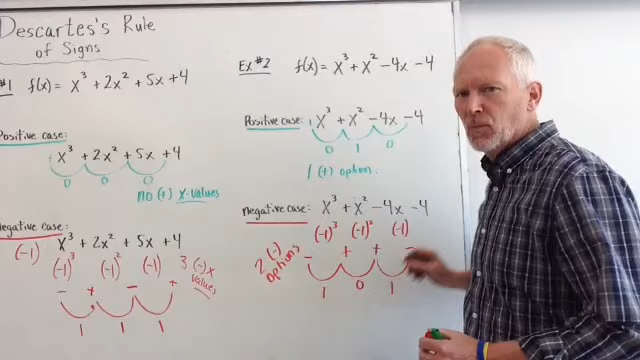 Descartes's Rule
of Signs
#1 f(x) = x³ + 2x² + 5x + 4
Positive case:
x³ + 2x² + 5x + 4
0 0 0
no (+) x-values
Negative case:
x³ + 2x² + 5x + 4
(-1) (-1)³ (-1)² (-1)
- + - +
1 1 1
3 (-) x
values
Ex #2 f(x) = x³ + x² - 4x - 4
Positive case: x³ + x² - 4x - 4
0 1 0
1 (+) option.
negative case: x³ + x² - 4x - 4
(-1)³ (-1)² (-1)
2 (-)
options
- + + -
1 0 1